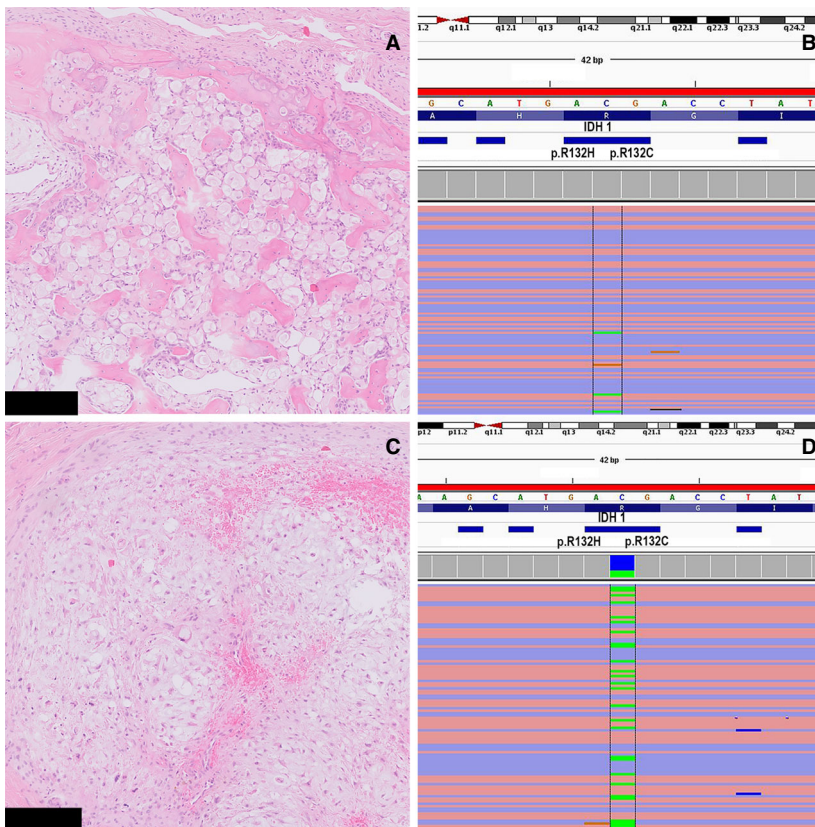 A
B
q11.1 q12.1 q13 q14.2 q21.1 q22.1 q22.3 q23.3 q24.2
42 bp
G C A T G A C G A C C T A T
A H R G I
IDH 1
p.R132H p.R132C
C
D
p12 p11.2 q11.1 q12.1 q13 q14.2 q21.1 q22.1 q22.3 q23.3 q24.2
42 bp
A A G C A T G A C G A C C T A T
A H R G I
IDH 1
p.R132H p.R132C